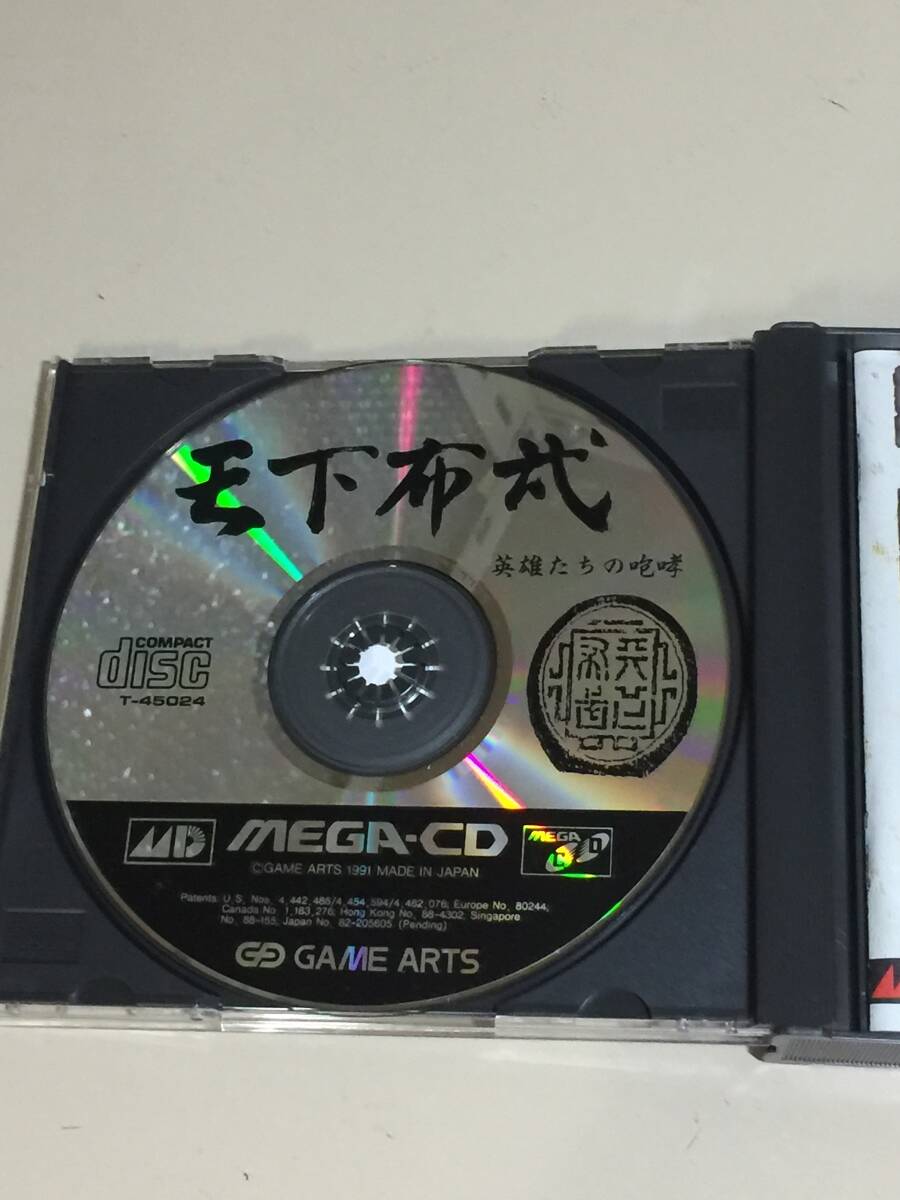 天下布武
英雄たちの咆哮
COMPACT
disc
T-45024
MEGA-CD
MEGA
CD
©GAME ARTS 1991 MADE IN JAPAN
Patents: U.S. Nos. 4,442,486/4,454,594/4,462,076; Europe No. 80244;
Canada No. 1,183,276; Hong Kong No. 88-4302; Singapore
No. 88-155; Japan No. 82-205605 (Pending)
GAME ARTS